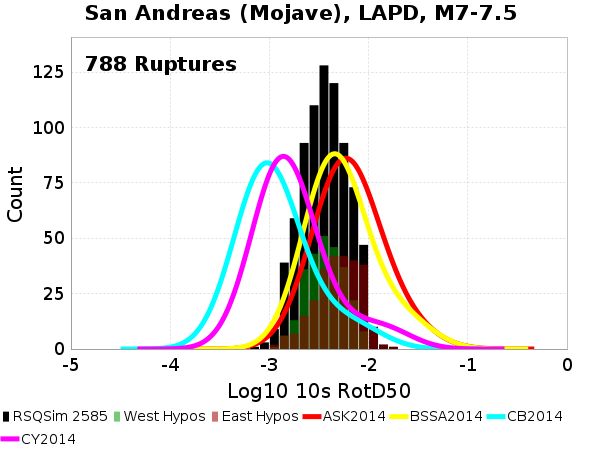 San Andreas (Mojave), LAPD, M7-7.5
788 Ruptures
125
100
75
50
25
0
Count
-5 -4 -3 -2 -1 0
Log10 10s RotD50
RSQSim 2585 West Hypos East Hypos ASK2014 BSSA2014 CB2014
CY2014